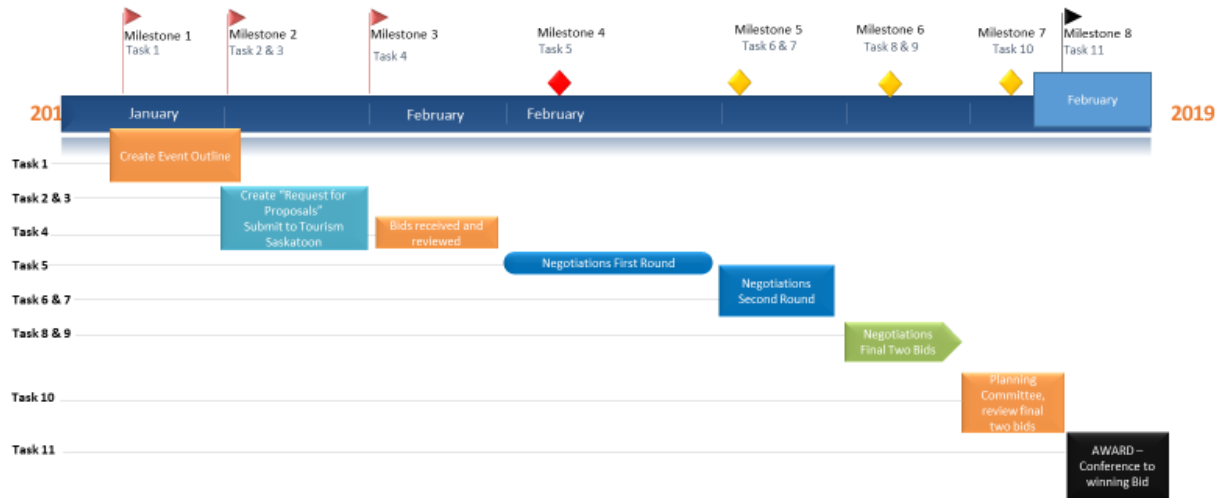 Milestone 1
Task 1
Milestone 2
Task 2 & 3
Milestone 3
Task 4
Milestone 4
Task 5
Milestone 5
Task 6 & 7
Milestone 6
Task 8 & 9
Milestone 7
Task 10
Milestone 8
Task 11
201
January
February
February
February
2019
Task 1
Create Event Outline
Task 2 & 3
Create "Request for
Proposals"
Submit to Tourism
Saskatoon
Task 4
Bids received and
reviewed
Task 5
Negotiations First Round
Task 6 & 7
Negotiations
Second Round
Task 8 & 9
Negotiations
Final Two Bids
Task 10
Planning
Committee,
review final
two bids
Task 11
AWARD –
Conference to
winning Bid